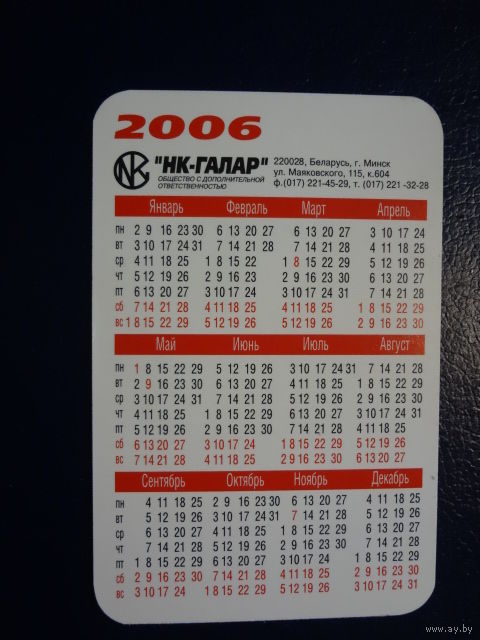 2006
NK "НК-ГАЛАР"
ОБЩЕСТВО С ДОПОЛНИТЕЛЬНОЙ
ОТВЕТСТВЕННОСТЬЮ
220028, Беларусь, г. Минск
ул. Маяковского, 115, к.604
ф.(017) 221-45-29, т. (017) 221 -32-28
Январь Февраль Март Апрель
пн 2 9 16 23 30 6 13 20 27 6 13 20 27 3 10 17 24
вт 3 10 17 24 31 7 14 21 28 7 14 21 28 4 11 18 25
ср 4 11 18 25 1 8 15 22 1 8 15 22 29 5 12 19 26
чт 5 12 19 26 2 9 16 23 2 9 16 23 30 6 13 20 27
пт 6 13 20 27 3 10 17 24 3 10 17 24 31 7 14 21 28
сб 7 14 21 28 4 11 18 25 4 11 18 25 1 8 15 22 29
вс 1 8 15 22 29 5 12 19 26 5 12 19 26 2 9 16 23 30
Май Июнь Июль Август
пн 1 8 15 22 29 5 12 19 26 3 10 17 24 31 7 14 21 28
вт 2 9 16 23 30 6 13 20 27 4 11 18 25 1 8 15 22 29
ср 3 10 17 24 31 7 14 21 28 5 12 19 26 2 9 16 23 30
чт 4 11 18 25 1 8 15 22 29 6 13 20 27 3 10 17 24 31
пт 5 12 19 26 2 9 16 23 30 7 14 21 28 4 11 18 25
сб 6 13 20 27 3 10 17 24 1 8 15 22 29 5 12 19 26
вс 7 14 21 28 4 11 18 25 2 9 16 23 30 6 13 20 27
Сентябрь Октябрь Ноябрь Декабрь
пн 4 11 18 25 2 9 16 23 30 6 13 20 27 4 11 18 25
вт 5 12 19 26 3 10 17 24 31 7 14 21 28 5 12 19 26
ср 6 13 20 27 4 11 18 25 1 8 15 22 29 6 13 20 27
чт 7 14 21 28 5 12 19 26 2 9 16 23 30 7 14 21 28
пт 1 8 15 22 29 6 13 20 27 3 10 17 24 1 8 15 22 29
сб 2 9 16 23 30 7 14 21 28 4 11 18 25 2 9 16 23 30
вс 3 10 17 24 1 8 15 22 29 5 12 19 26 3 10 17 24 31
www.ay.by